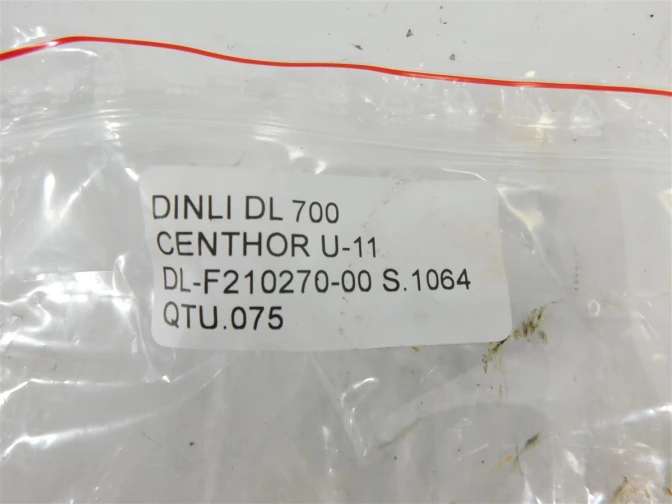 DINLI DL 700
CENTHOR U-11
DL-F210270-00 S.1064
QTU.075